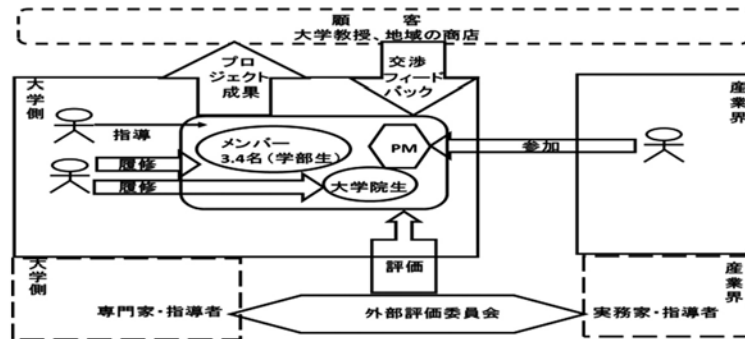 顧　客
大学教授、地域の商店
プロ
ジェクト
成果
交渉
フィード
バック
大学側
産業界
指導
メンバー
3.4名（学部生）
PM
参加
履修
履修
大学院生
評価
大学側
産業界
専門家・指導者
外部評価委員会
実務家・指導者